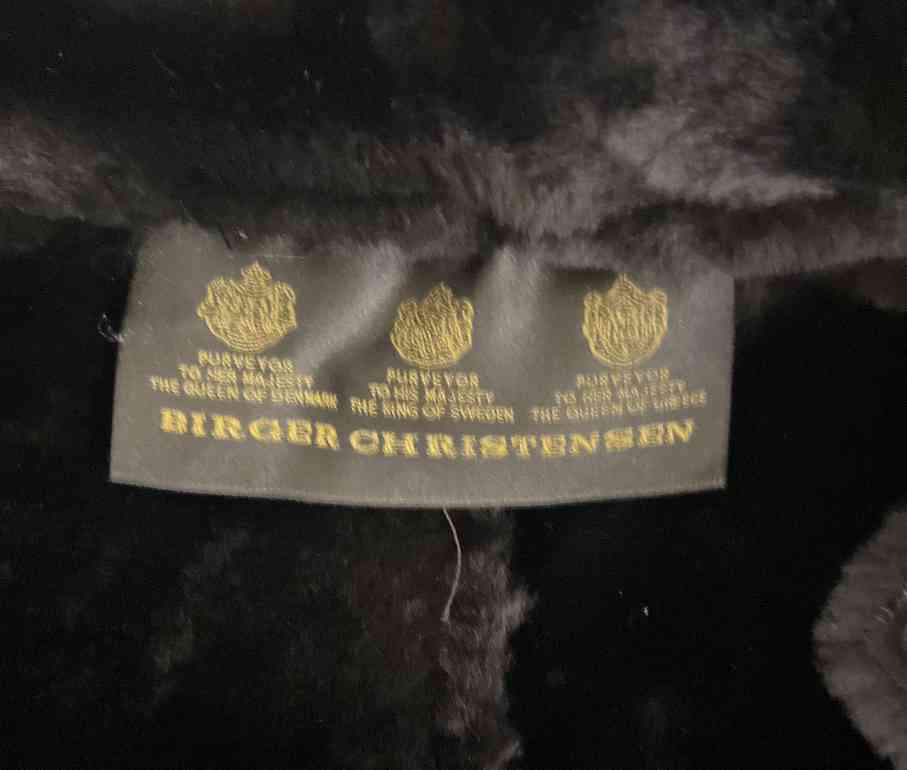 PURVEYOR
TO HER MAJESTY
THE QUEEN OF DENMARK
PURVEYOR
TO HIS MAJESTY
THE KING OF SWEDEN
PURVEYOR
TO HER MAJESTY
THE QUEEN OF GREECE
BIRGER CHRISTENSEN